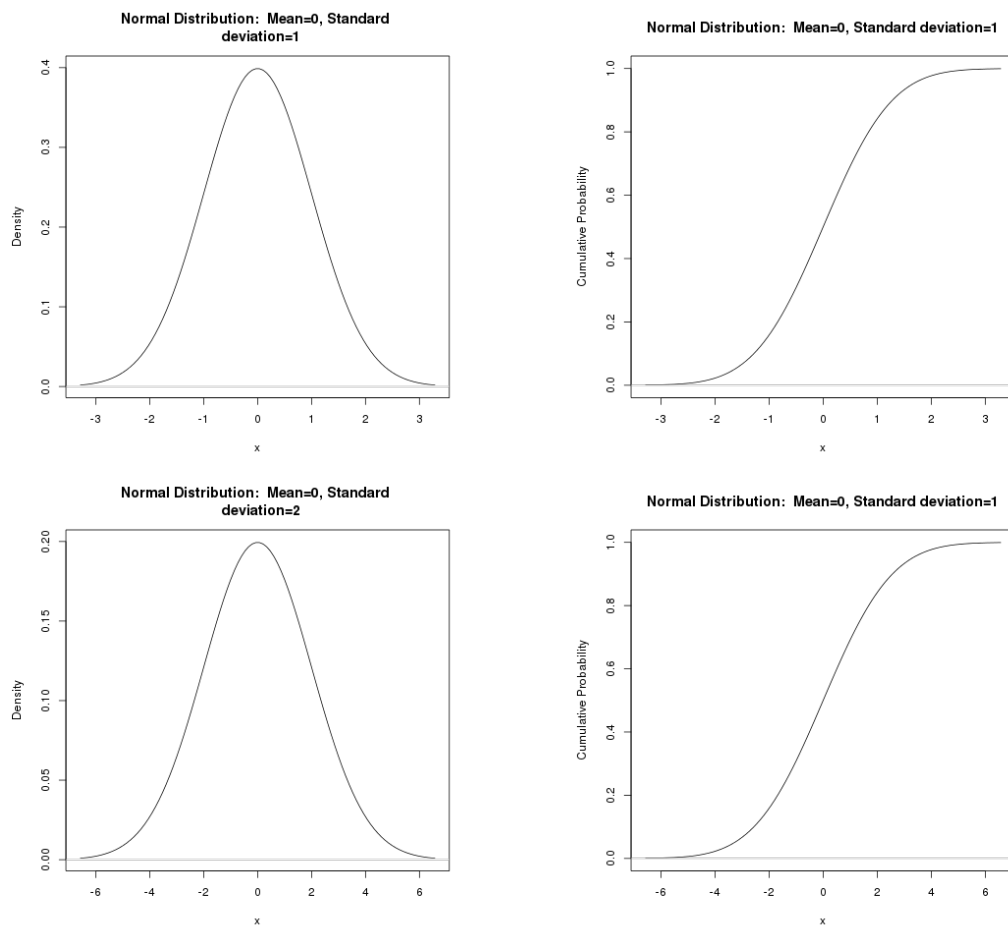 Normal Distribution:  Mean=0, Standard
deviation=1
Density
0.0 0.1 0.2 0.3 0.4
-3 -2 -1 0 1 2 3
x
Normal Distribution:  Mean=0, Standard deviation=1
Cumulative Probability
0.0 0.2 0.4 0.6 0.8 1.0
-3 -2 -1 0 1 2 3
x
Normal Distribution:  Mean=0, Standard
deviation=2
Density
0.00 0.05 0.10 0.15 0.20
-6 -4 -2 0 2 4 6
x
Normal Distribution:  Mean=0, Standard deviation=1
Cumulative Probability
0.0 0.2 0.4 0.6 0.8 1.0
-6 -4 -2 0 2 4 6
x